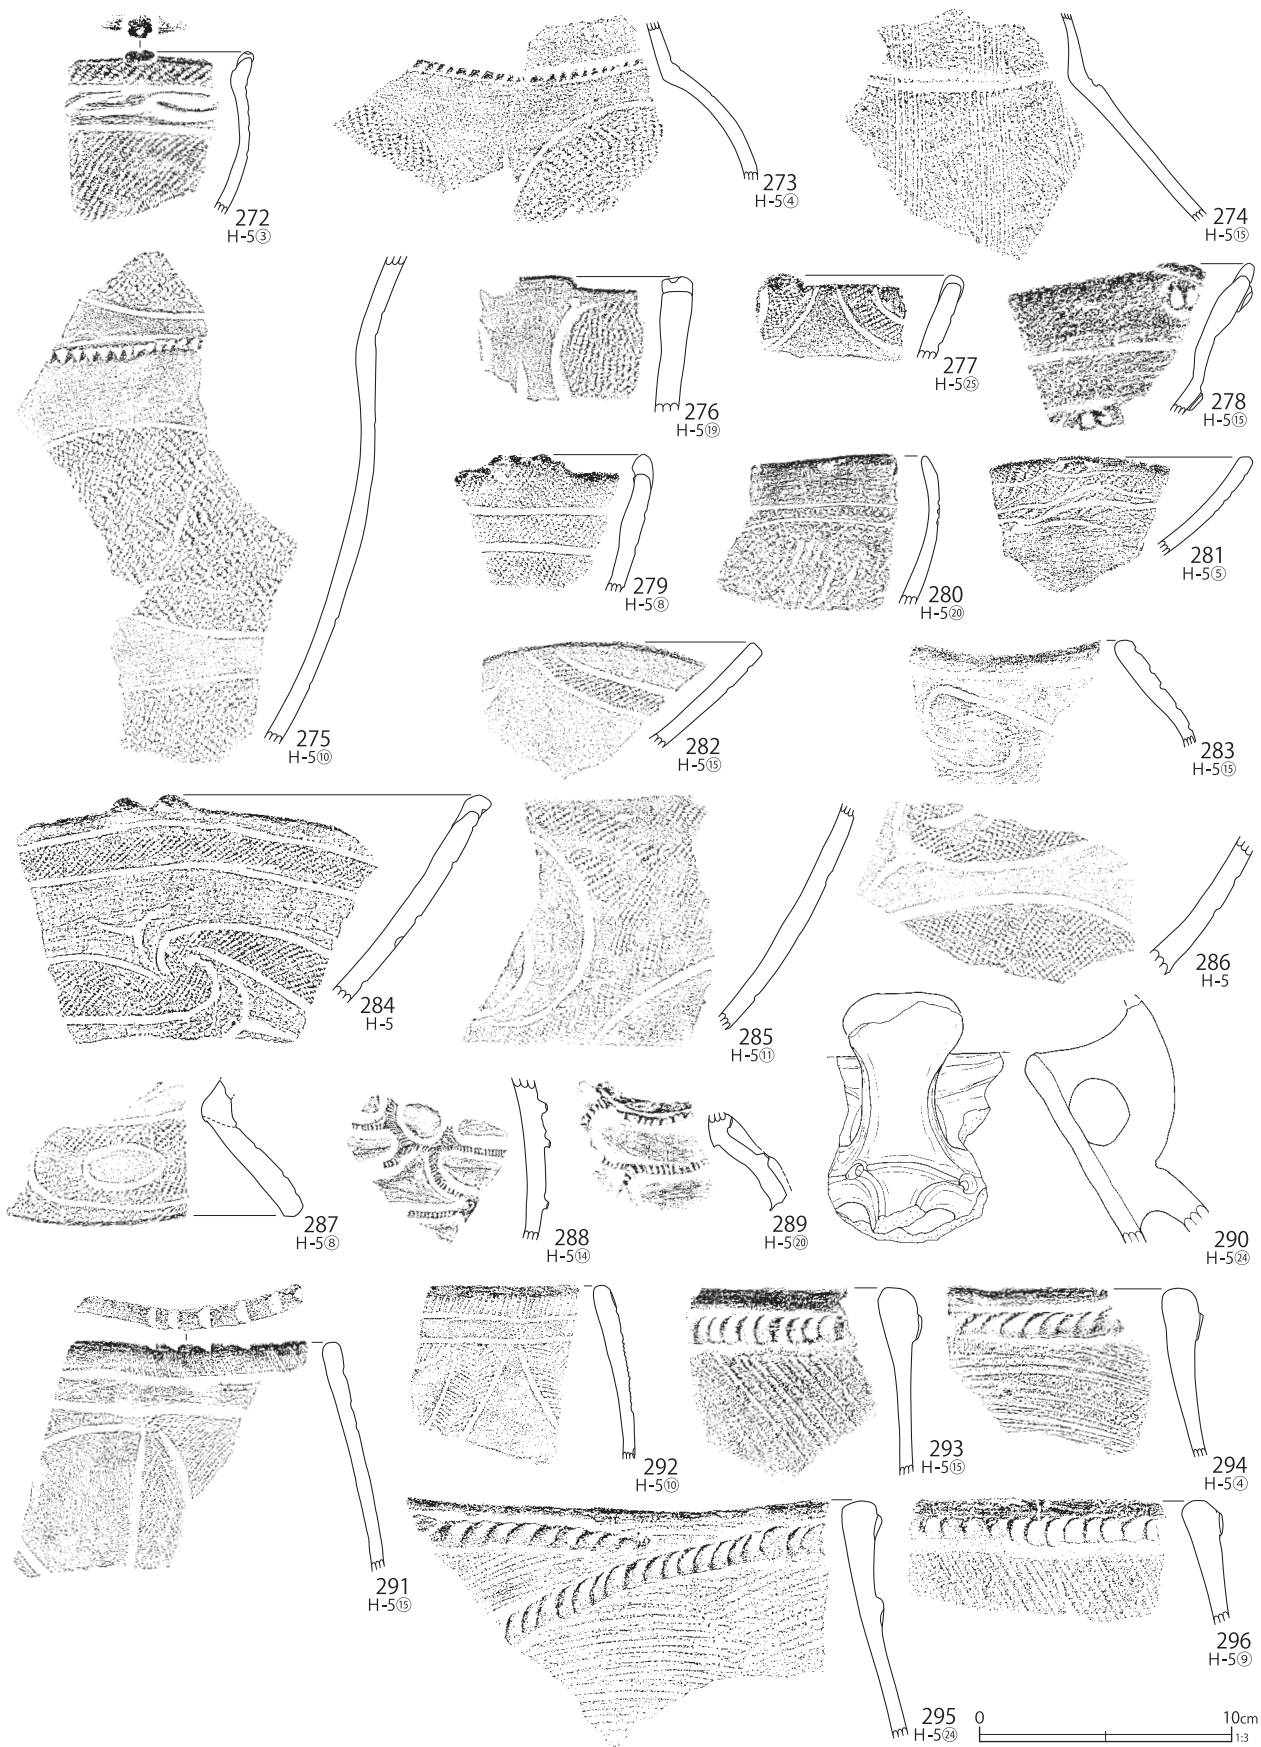 272
H-5③
273
H-5④
274
H-5⑮
275
H-5⑩
276
H-5⑲
277
H-5㉕
278
H-5⑮
279
H-5⑧
280
H-5⑳
281
H-5⑤
282
H-5⑮
283
H-5⑮
284
H-5
285
H-5⑪
286
H-5
287
H-5⑧
288
H-5⑭
289
H-5⑳
290
H-5㉔
291
H-5⑮
292
H-5⑩
293
H-5⑮
294
H-5④
295
H-5㉔
296
H-5⑨
0 10cm
1:3